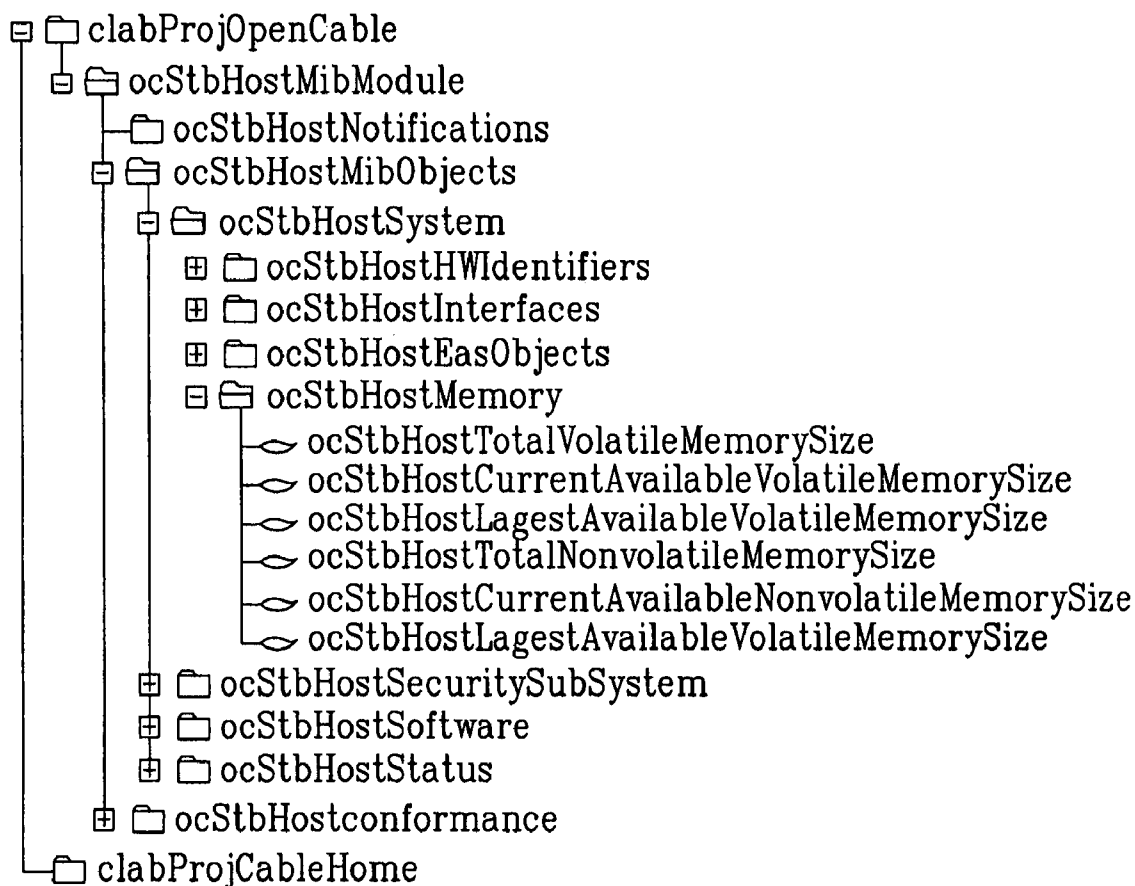 clabProjOpenCable
ocStbHostMibModule
ocStbHostNotifications
ocStbHostMibObjects
ocStbHostSystem
ocStbHostHWIdentifiers
ocStbHostInterfaces
ocStbHostEasObjects
ocStbHostMemory
ocStbHostTotalVolatileMemorySize
ocStbHostCurrentAvailableVolatileMemorySize
ocStbHostLagestAvailableVolatileMemorySize
ocStbHostTotalNonvolatileMemorySize
ocStbHostCurrentAvailableNonvolatileMemorySize
ocStbHostLagestAvailableVolatileMemorySize
ocStbHostSecuritySubSystem
ocStbHostSoftware
ocStbHostStatus
ocStbHostconformance
clabProjCableHome